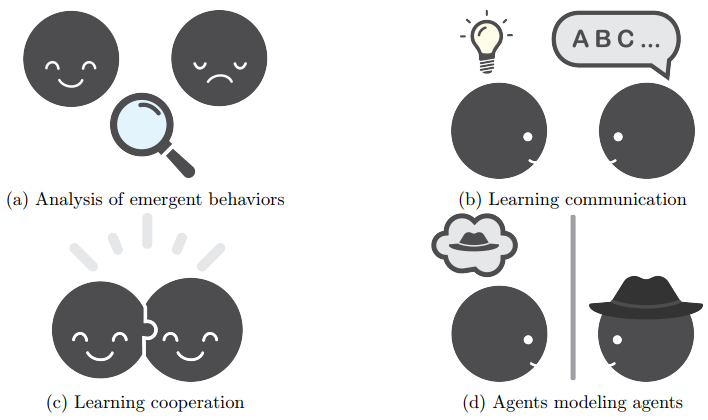 A B C ...
(a) Analysis of emergent behaviors
(b) Learning communication
(c) Learning cooperation
(d) Agents modeling agents